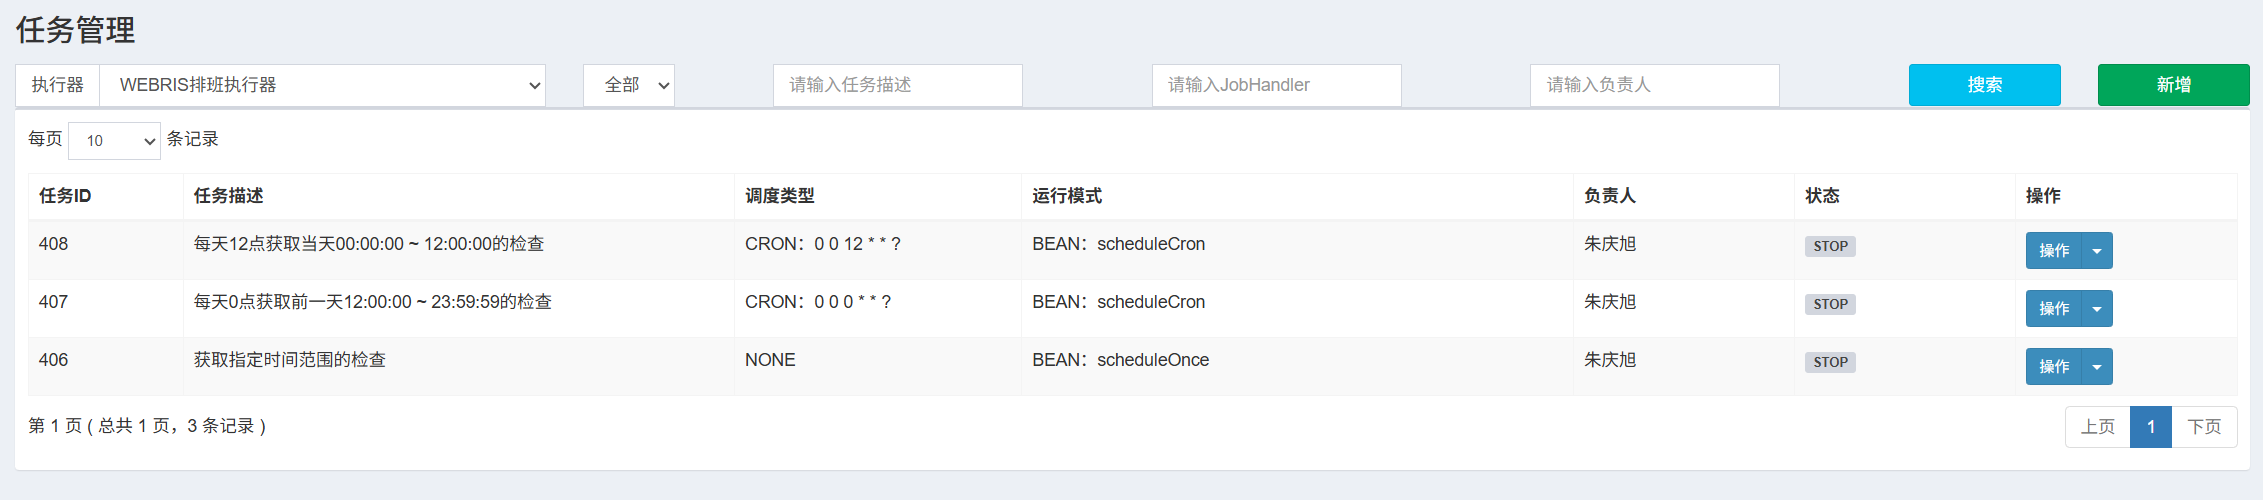 任务管理
执行器 WEBRIS排班执行器 全部 请输入任务描述 请输入JobHandler 请输入负责人 搜索 新增
每页 10 条记录
任务ID 任务描述 调度类型 运行模式 负责人 状态 操作
408 每天12点获取当天00:00:00 ~ 12:00:00的检查 CRON：0 0 12 * * ? BEAN：scheduleCron 朱庆旭 STOP 操作
407 每天0点获取前一天12:00:00 ~ 23:59:59的检查 CRON：0 0 0 * * ? BEAN：scheduleCron 朱庆旭 STOP 操作
406 获取指定时间范围的检查 NONE BEAN：scheduleOnce 朱庆旭 STOP 操作
第 1 页 ( 总共 1 页，3 条记录 ) 上页 1 下页